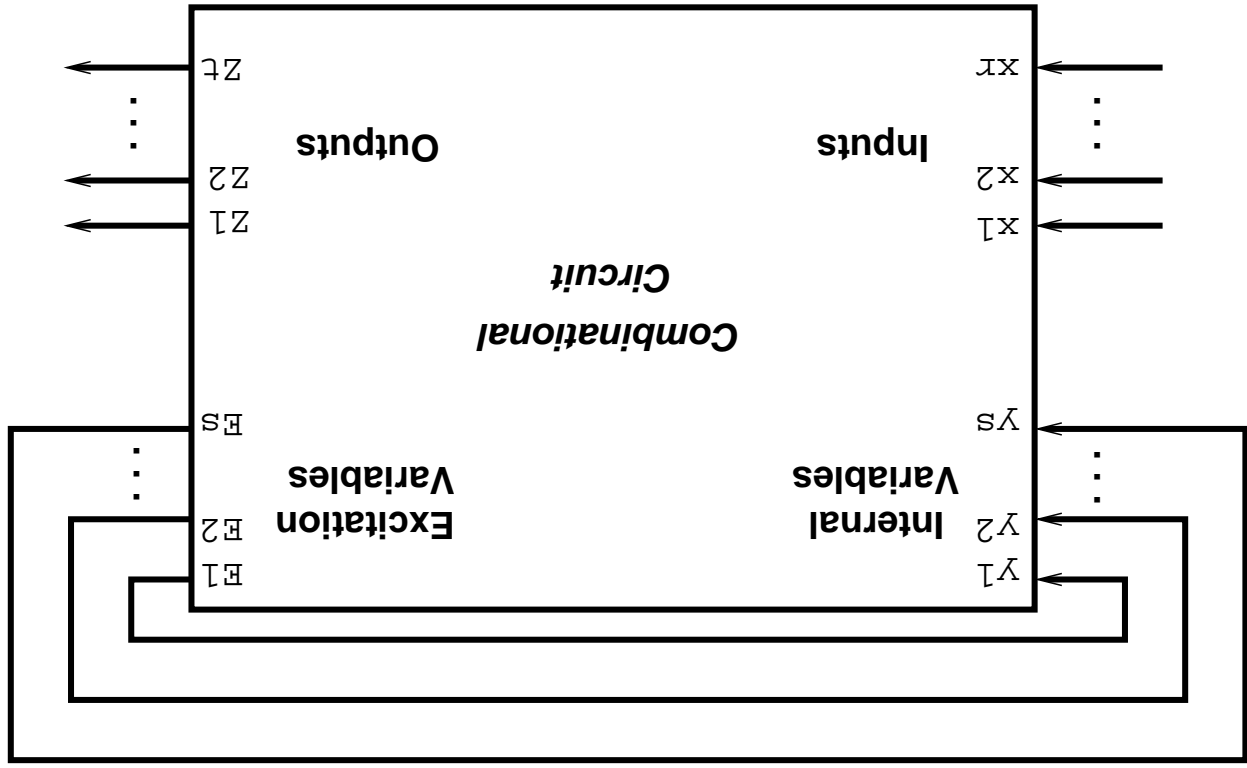 y1
E1
y2
Internal
Excitation
E2
Variables
Variables
ys
Es
Combinational
Circuit
x1
Z1
x2
Z2
Inputs
Outputs
xr
Zt